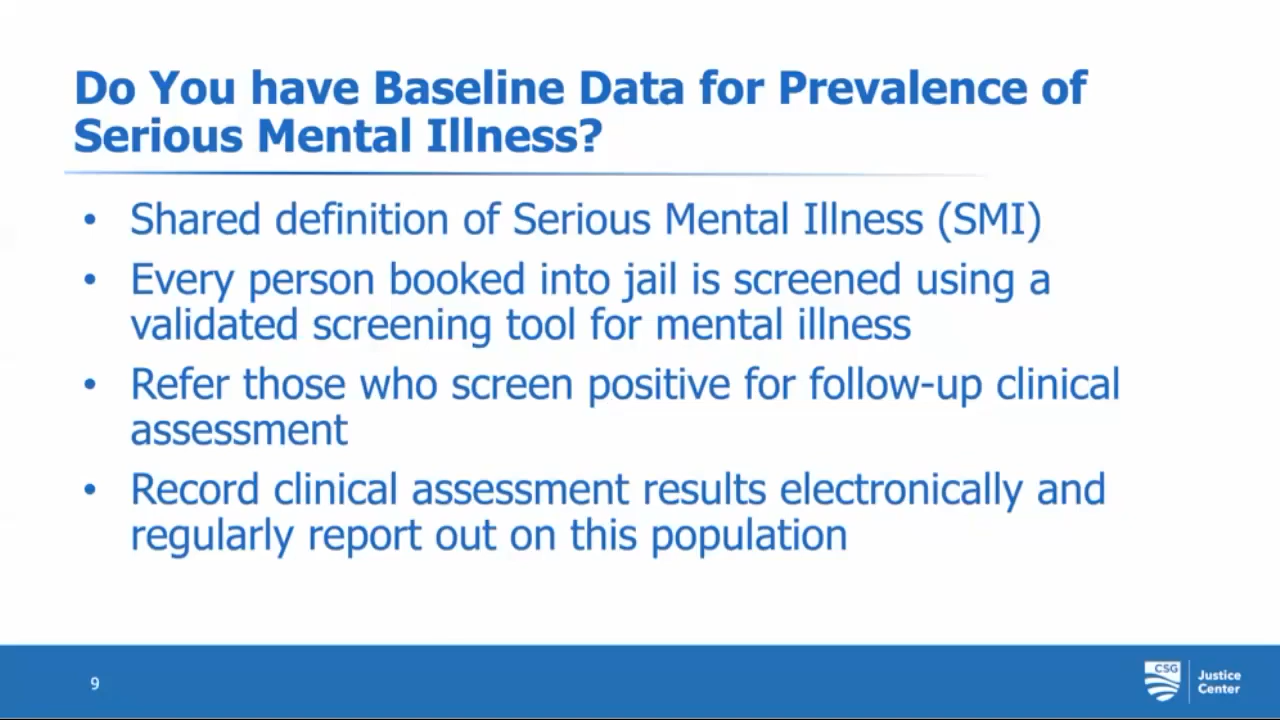 Do You have Baseline Data for Prevalence of
Serious Mental Illness?
• Shared definition of Serious Mental Illness (SMI)
• Every person booked into jail is screened using a
validated screening tool for mental illness
• Refer those who screen positive for follow-up clinical
assessment
• Record clinical assessment results electronically and
regularly report out on this population
9
CSG
Justice
Center